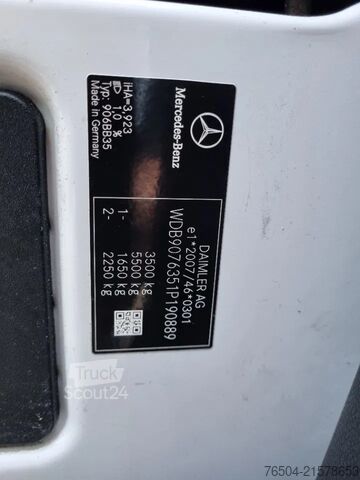 Mercedes-Benz
DAIMLER AG
e1*2007/46*0301
WDB9076351P190889
3500 kg
5500 kg
1- 1650 kg
2- 2250 kg
iHA=3,923
1,0 %
Typ: 906BB35
Made in Germany
Truck
Scout24
76504-21578653